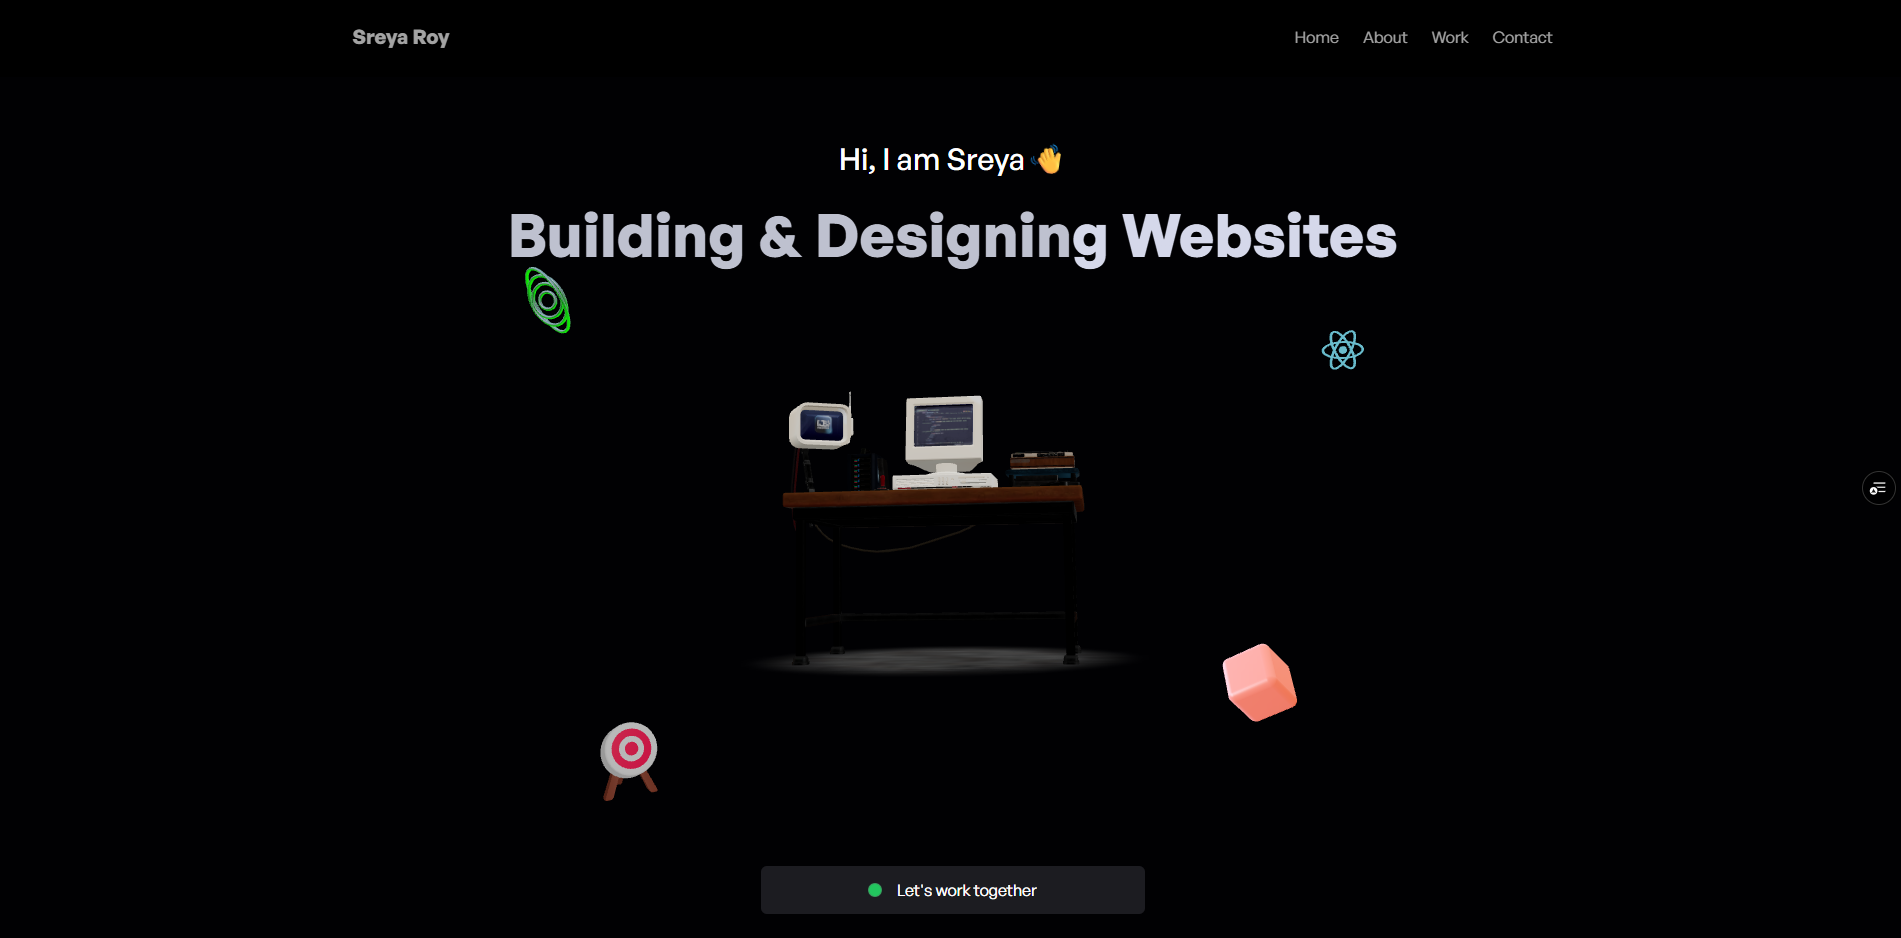 Sreya Roy
Home About Work Contact
Hi, I am Sreya 👋
Building & Designing Websites
Let's work together